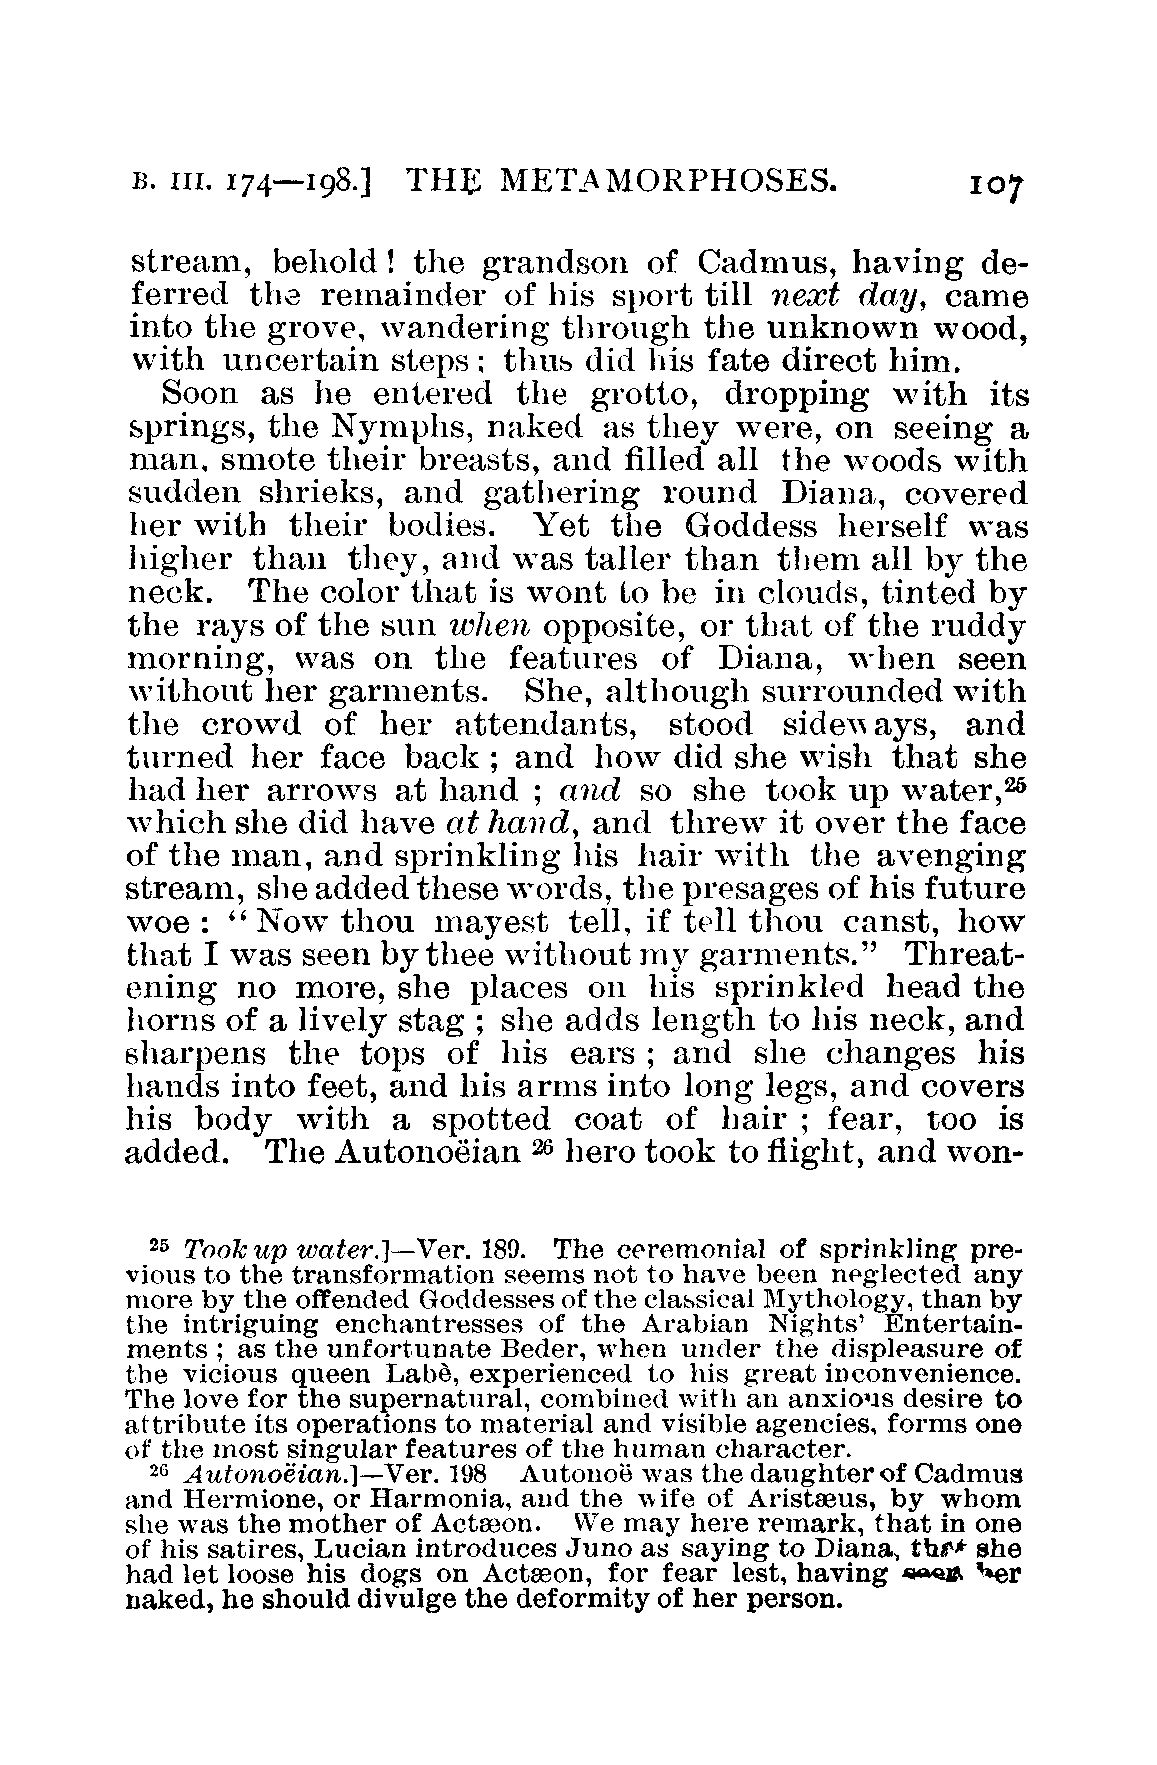 B. III. 174—198.] THE METAMORPHOSES. 107
stream, behold! the grandson of Cadmus, having de-
ferred the remainder of his sport till next day, came
into the grove, wandering through the unknown wood,
with uncertain steps; thus did his fate direct him.
Soon as he entered the grotto, dropping with its
springs, the Nymphs, naked as they were, on seeing a
man, smote their breasts, and filled all the woods with
sudden shrieks, and gathering round Diana, covered
her with their bodies. Yet the Goddess herself was
higher than they, and was taller than them all by the
neck. The color that is wont to be in clouds, tinted by
the rays of the sun when opposite, or that of the ruddy
morning, was on the features of Diana, when seen
without her garments. She, although surrounded with
the crowd of her attendants, stood sideways, and
turned her face back; and how did she wish that she
had her arrows at hand; and so she took up water,²⁵
which she did have at hand, and threw it over the face
of the man, and sprinkling his hair with the avenging
stream, she added these words, the presages of his future
woe: “Now thou mayest tell, if tell thou canst, how
that I was seen by thee without my garments.” Threat-
ening no more, she places on his sprinkled head the
horns of a lively stag; she adds length to his neck, and
sharpens the tops of his ears; and she changes his
hands into feet, and his arms into long legs, and covers
his body with a spotted coat of hair; fear, too is
added. The Autonoëian ²⁶ hero took to flight, and won-
²⁵ Took up water.]—Ver. 189. The ceremonial of sprinkling pre-
vious to the transformation seems not to have been neglected any
more by the offended Goddesses of the classical Mythology, than by
the intriguing enchantresses of the Arabian Nights’ Entertain-
ments; as the unfortunate Beder, when under the displeasure of
the vicious queen Labè, experienced to his great inconvenience.
The love for the supernatural, combined with an anxious desire to
attribute its operations to material and visible agencies, forms one
of the most singular features of the human character.
²⁶ Autonoëian.]—Ver. 198 Autonoë was the daughter of Cadmus
and Hermione, or Harmonia, and the wife of Aristæus, by whom
she was the mother of Actæon. We may here remark, that in one
of his satires, Lucian introduces Juno as saying to Diana, that she
had let loose his dogs on Actæon, for fear lest, having seen her
naked, he should divulge the deformity of her person.